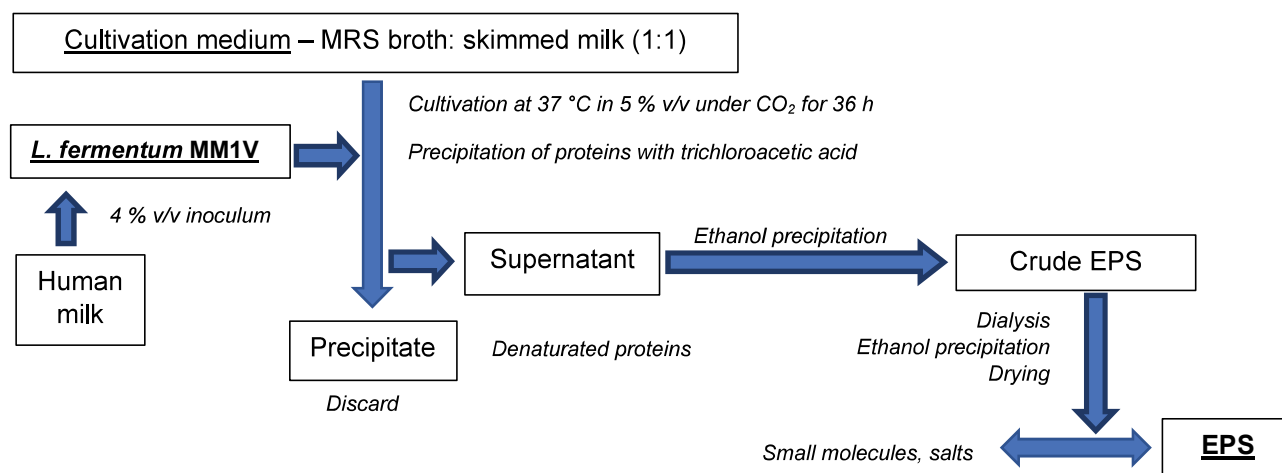 Cultivation medium – MRS broth: skimmed milk (1:1)
Cultivation at 37 °C in 5 % v/v under CO₂ for 36 h
L. fermentum MM1V
Precipitation of proteins with trichloroacetic acid
4 % v/v inoculum
Human
milk
Supernatant
Ethanol precipitation
Crude EPS
Precipitate
Denaturated proteins
Discard
Dialysis
Ethanol precipitation
Drying
Small molecules, salts
EPS